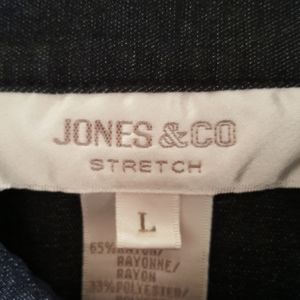 JONES & CO
STRETCH
L
65% RAYON/
RAYONNE/
RAYON
33% POLYESTER/